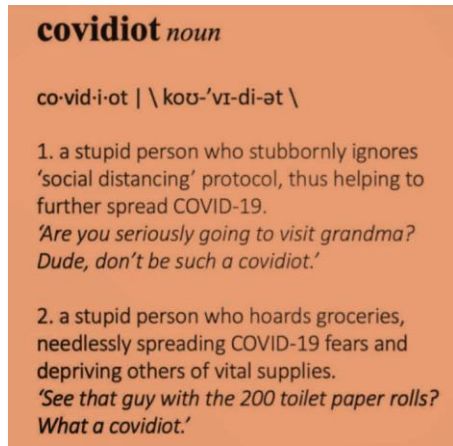 covidiot noun
co·vid·i·ot | \ koʊ-′vɪ-di-ət \
1. a stupid person who stubbornly ignores
‘social distancing’ protocol, thus helping to
further spread COVID-19.
‘Are you seriously going to visit grandma?
Dude, don’t be such a covidiot.’
2. a stupid person who hoards groceries,
needlessly spreading COVID-19 fears and
depriving others of vital supplies.
‘See that guy with the 200 toilet paper rolls?
What a covidiot.’